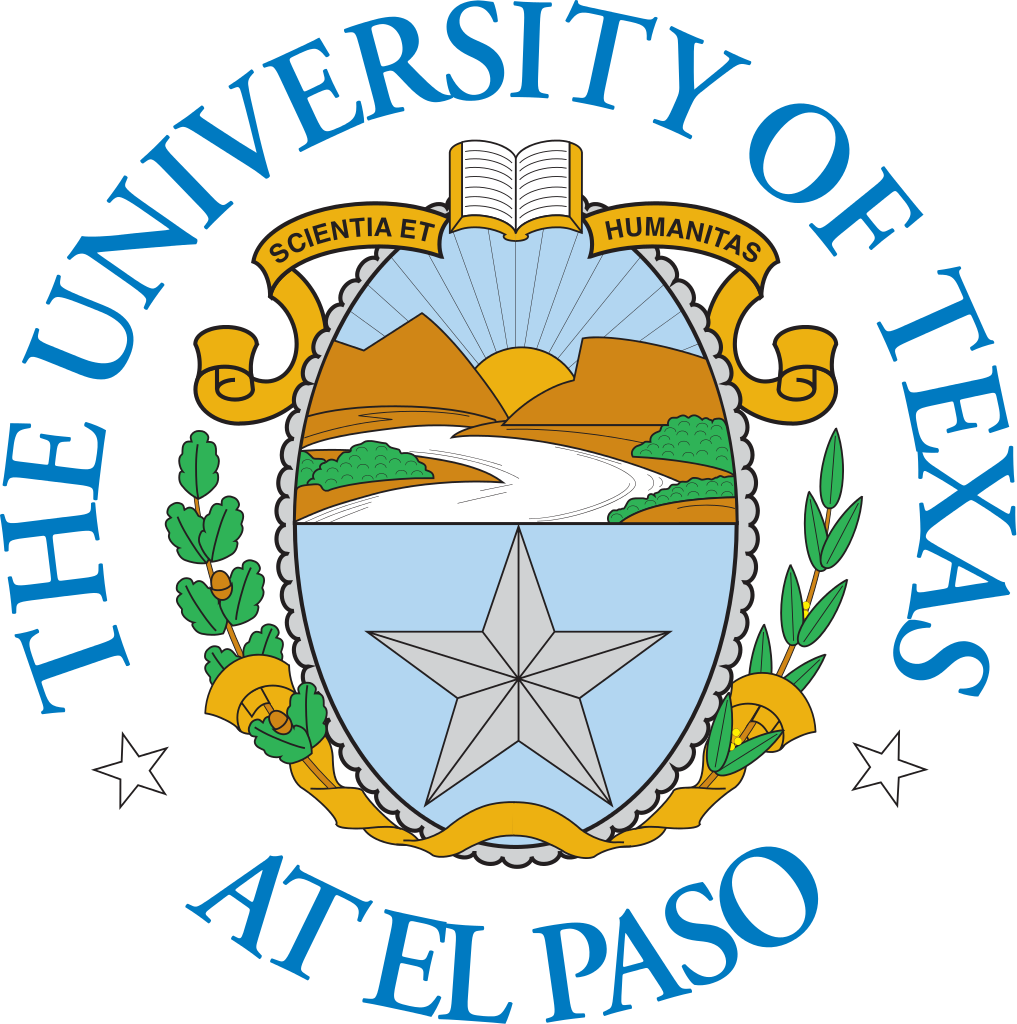 THE UNIVERSITY OF TEXAS
SCIENTIA ET HUMANITAS
AT EL PASO